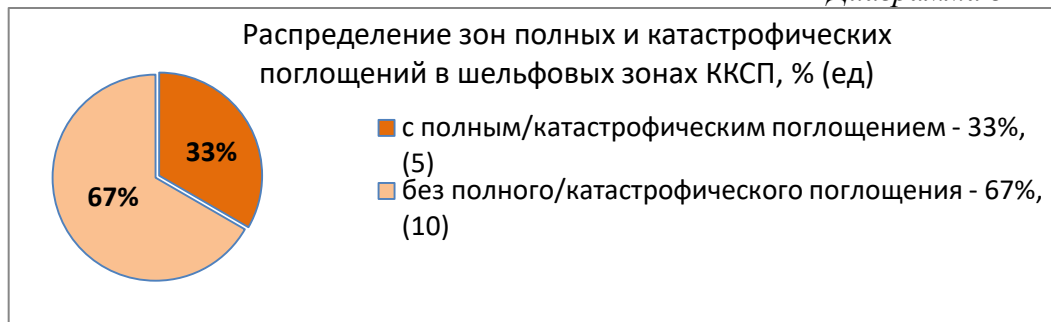 Распределение зон полных и катастрофических
поглощений в шельфовых зонах ККСП, % (ед)
33%
67%
с полным/катастрофическим поглощением - 33%,
(5)
без полного/катастрофического поглощения - 67%,
(10)